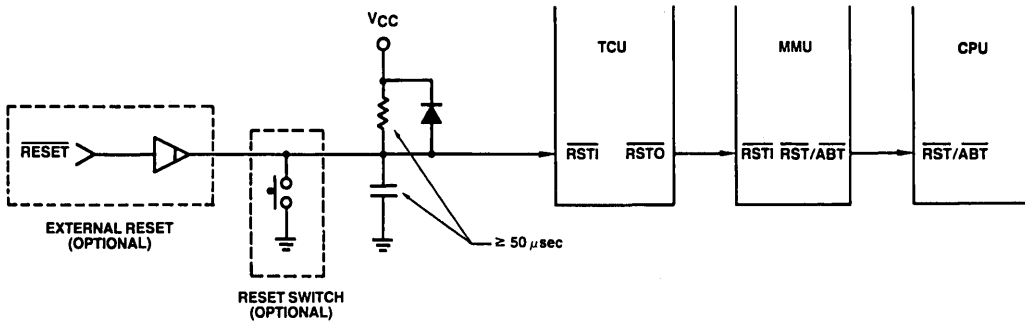 VCC
TCU
MMU
CPU
RESET
RSTI
RSTO
RSTI
RST/ABT
RST/ABT
EXTERNAL RESET
(OPTIONAL)
≥ 50 μsec
RESET SWITCH
(OPTIONAL)